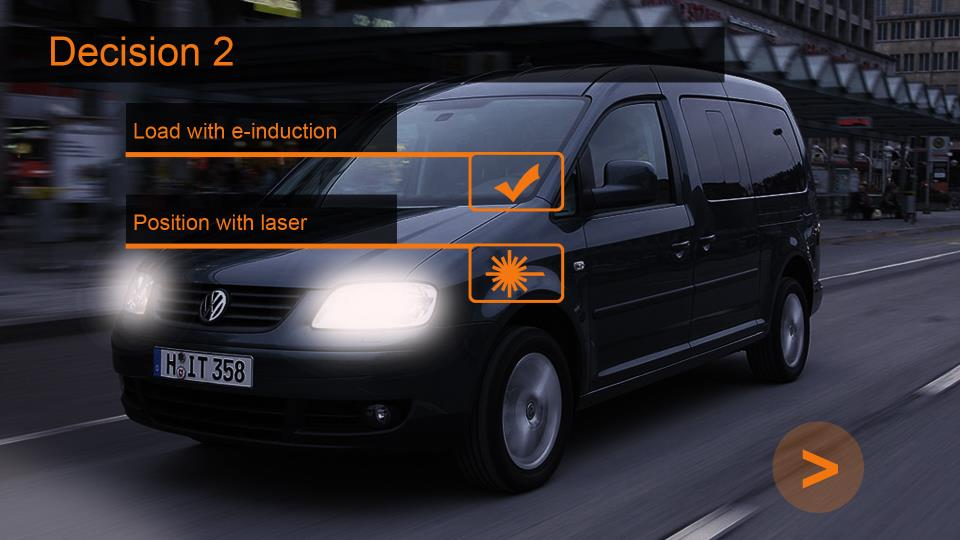 Decision 2
Load with e-induction
Position with laser
H IT 358
>